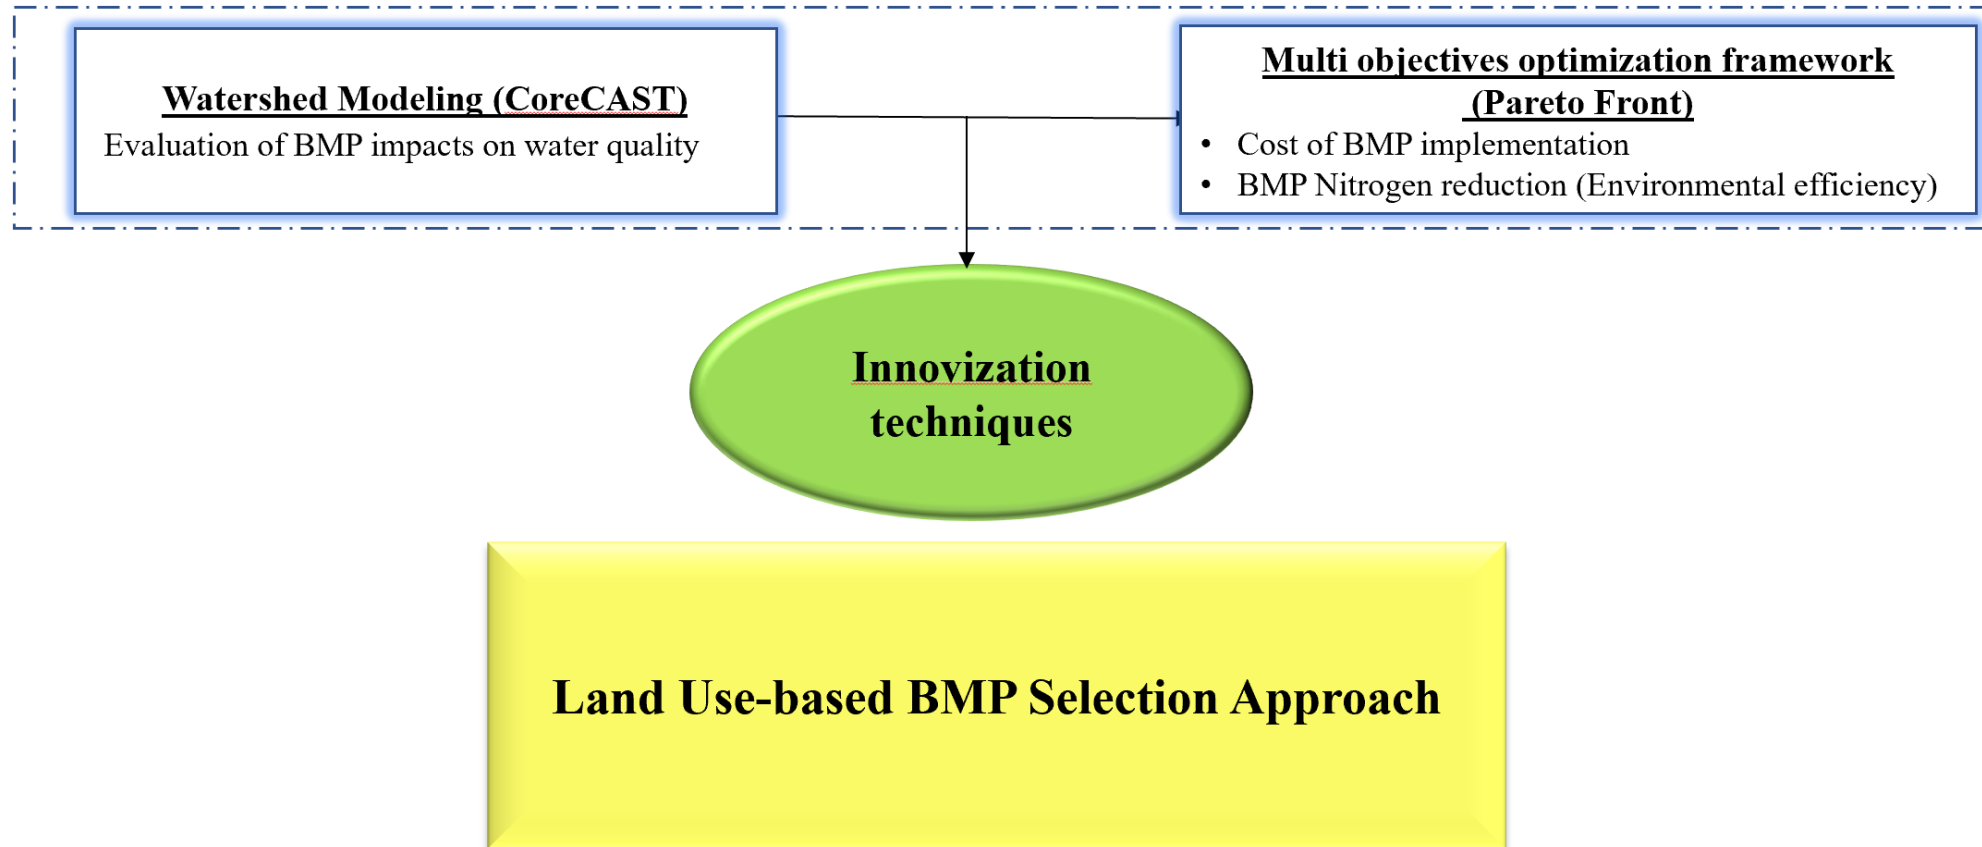 Watershed Modeling (CoreCAST)
Evaluation of BMP impacts on water quality
Multi objectives optimization framework
(Pareto Front)
• Cost of BMP implementation
• BMP Nitrogen reduction (Environmental efficiency)
Innovization
techniques
Land Use-based BMP Selection Approach